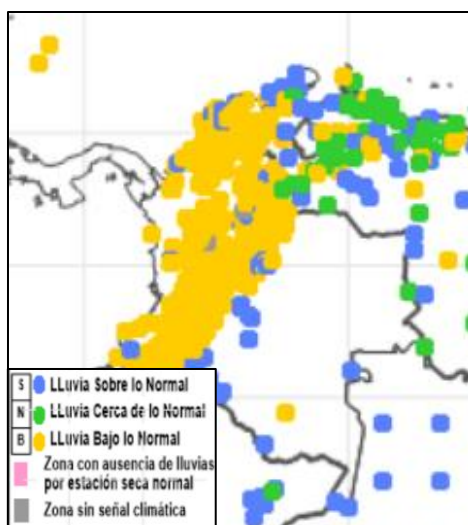 S LLuvia Sobre lo Normal
N LLuvia Cerca de lo Normal
B LLuvia Bajo lo Normal
Zona con ausencia de lluvias
por estación seca normal
Zona sin señal climática